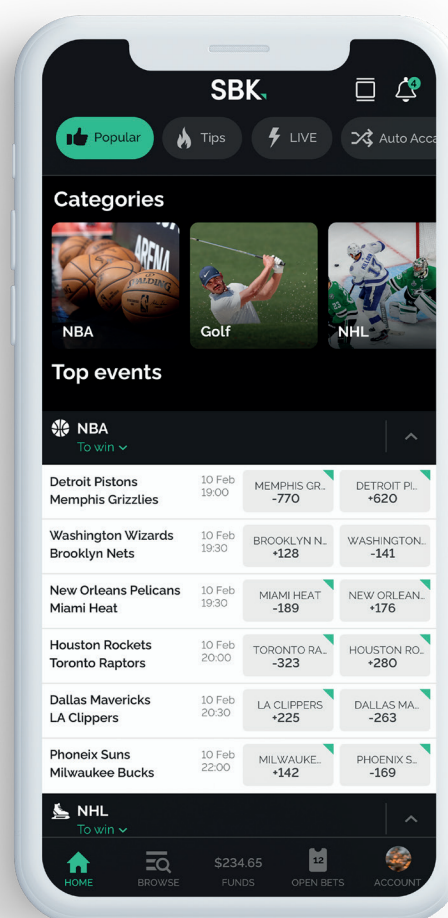 SBK
4
Popular
Tips
LIVE
Auto Acca
Categories
ARENA
SPALDING
NBA
Golf
NHL
Top events
NBA
To win
Detroit Pistons
Memphis Grizzlies
10 Feb
19:00
MEMPHIS GR...
-770
DETROIT PI...
+620
Washington Wizards
Brooklyn Nets
10 Feb
19:30
BROOKLYN N...
+128
WASHINGTON...
-141
New Orleans Pelicans
Miami Heat
10 Feb
19:30
MIAMI HEAT
-189
NEW ORLEAN...
+176
Houston Rockets
Toronto Raptors
10 Feb
20:00
TORONTO RA...
-323
HOUSTON RO...
+280
Dallas Mavericks
LA Clippers
10 Feb
20:30
LA CLIPPERS
+225
DALLAS MA...
-263
Phoneix Suns
Milwaukee Bucks
10 Feb
22:00
MILWAUKE...
+142
PHOENIX S...
-169
NHL
To win
HOME
BROWSE
$234.65
FUNDS
12
OPEN BETS
ACCOUNT